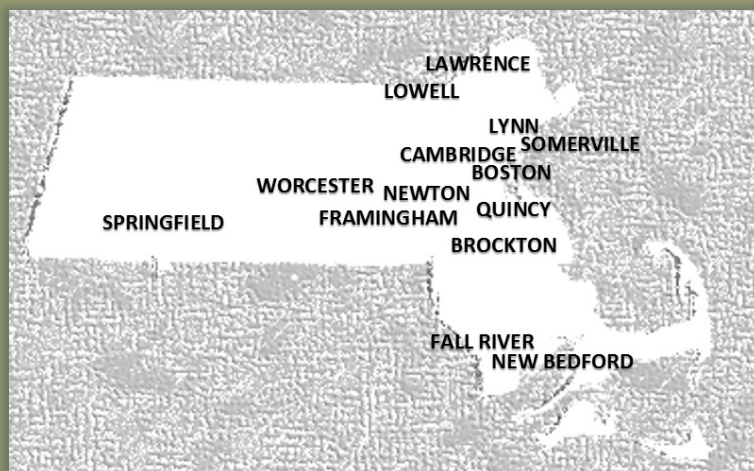 LAWRENCE
LOWELL
LYNN
SOMERVILLE
CAMBRIDGE
BOSTON
WORCESTER
NEWTON
QUINCY
FRAMINGHAM
SPRINGFIELD
BROCKTON
FALL RIVER
NEW BEDFORD